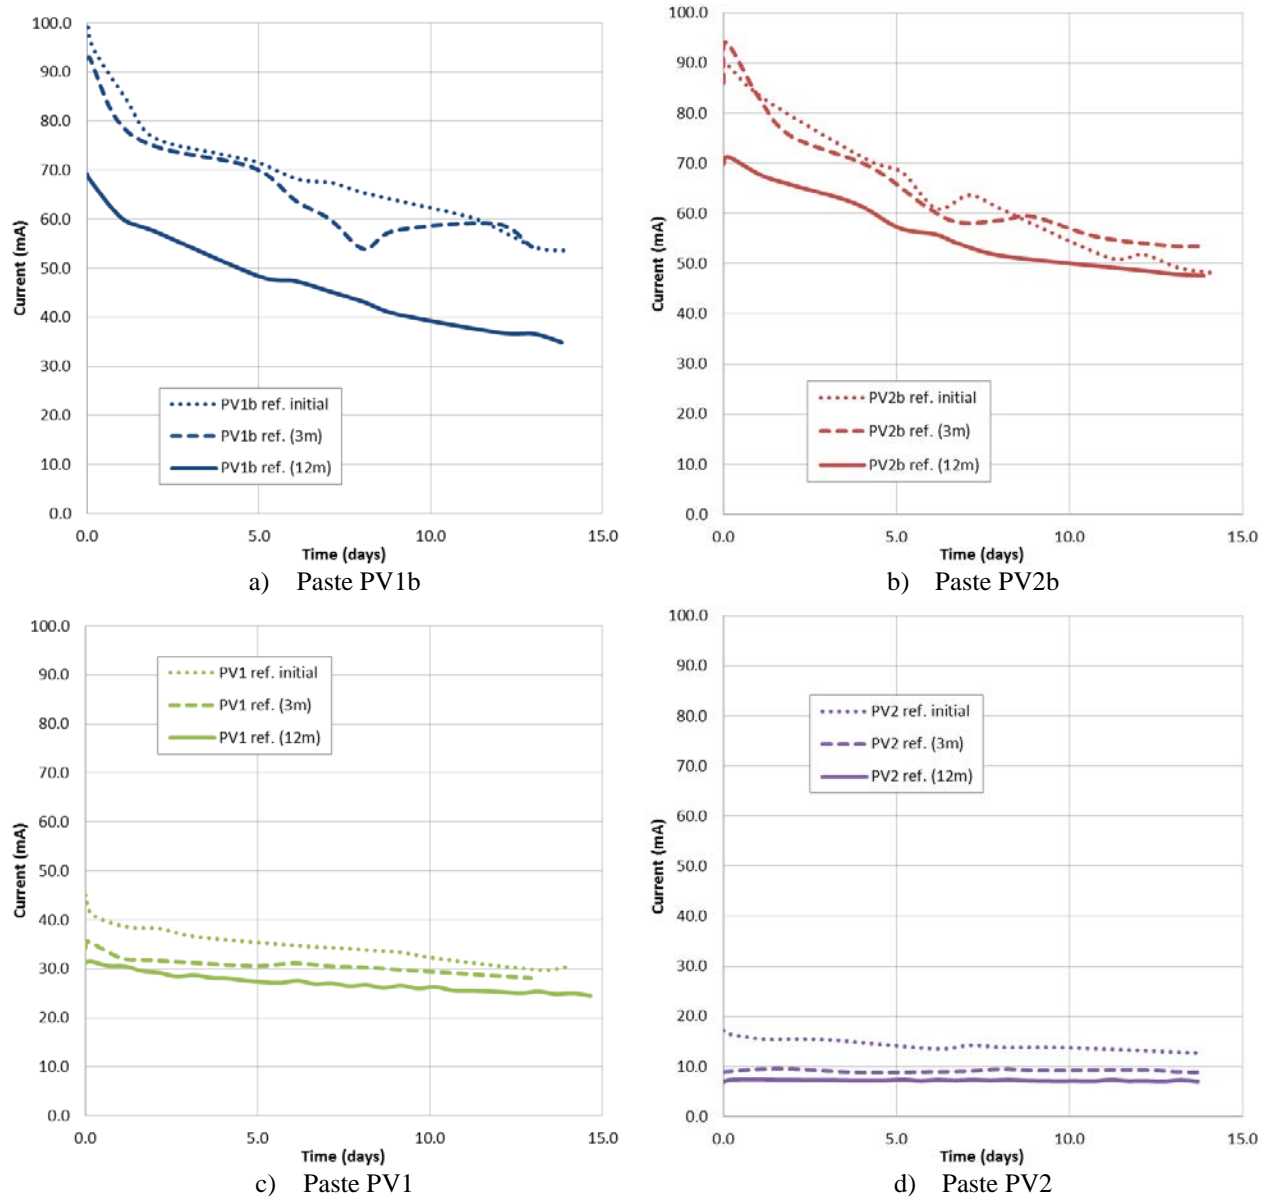 100.0
90.0
80.0
70.0
60.0
50.0
40.0
30.0
20.0
10.0
0.0
Current (mA)
PV1b ref. initial
PV1b ref. (3m)
PV1b ref. (12m)
0.0 5.0 10.0 15.0
Time (days)
a) Paste PV1b
100.0
90.0
80.0
70.0
60.0
50.0
40.0
30.0
20.0
10.0
0.0
Current (mA)
PV2b ref. initial
PV2b ref. (3m)
PV2b ref. (12m)
0.0 5.0 10.0 15.0
Time (days)
b) Paste PV2b
100.0
90.0
80.0
70.0
60.0
50.0
40.0
30.0
20.0
10.0
0.0
Current (mA)
PV1 ref. initial
PV1 ref. (3m)
PV1 ref. (12m)
0.0 5.0 10.0 15.0
Time (days)
c) Paste PV1
100.0
90.0
80.0
70.0
60.0
50.0
40.0
30.0
20.0
10.0
0.0
Current (mA)
PV2 ref. initial
PV2 ref. (3m)
PV2 ref. (12m)
0.0 5.0 10.0 15.0
Time (days)
d) Paste PV2